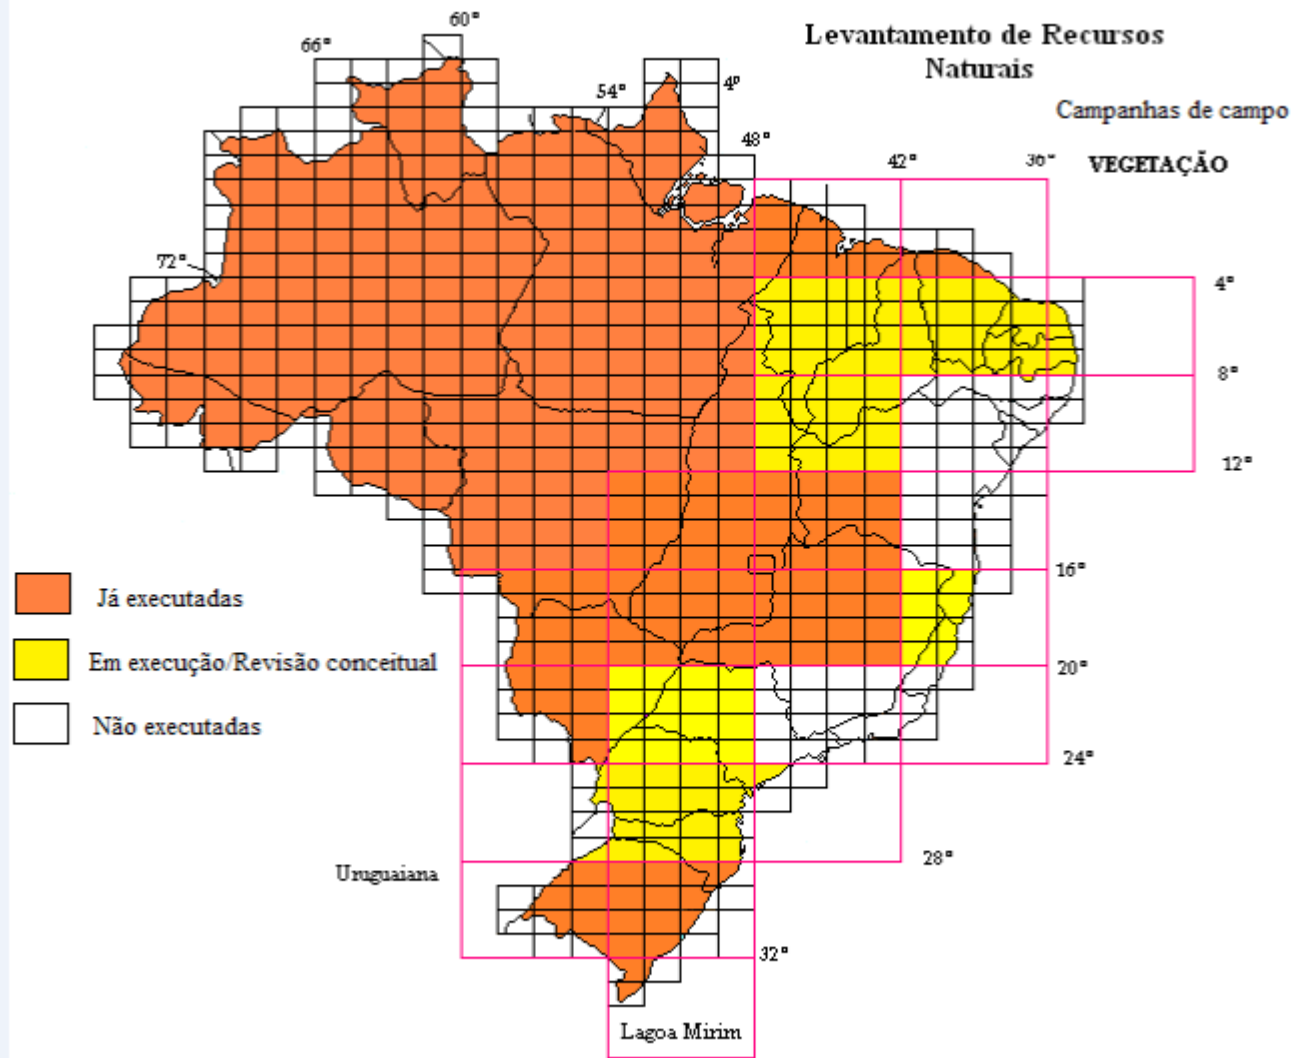 Levantamento de Recursos
Naturais
Campanhas de campo
VEGETAÇÃO
60°
66°
54°
4°
48°
42°
36°
72°
4°
8°
12°
16°
20°
24°
28°
32°
Já executadas
Em execução/Revisão conceitual
Não executadas
Uruguaiana
Lagoa Mirim